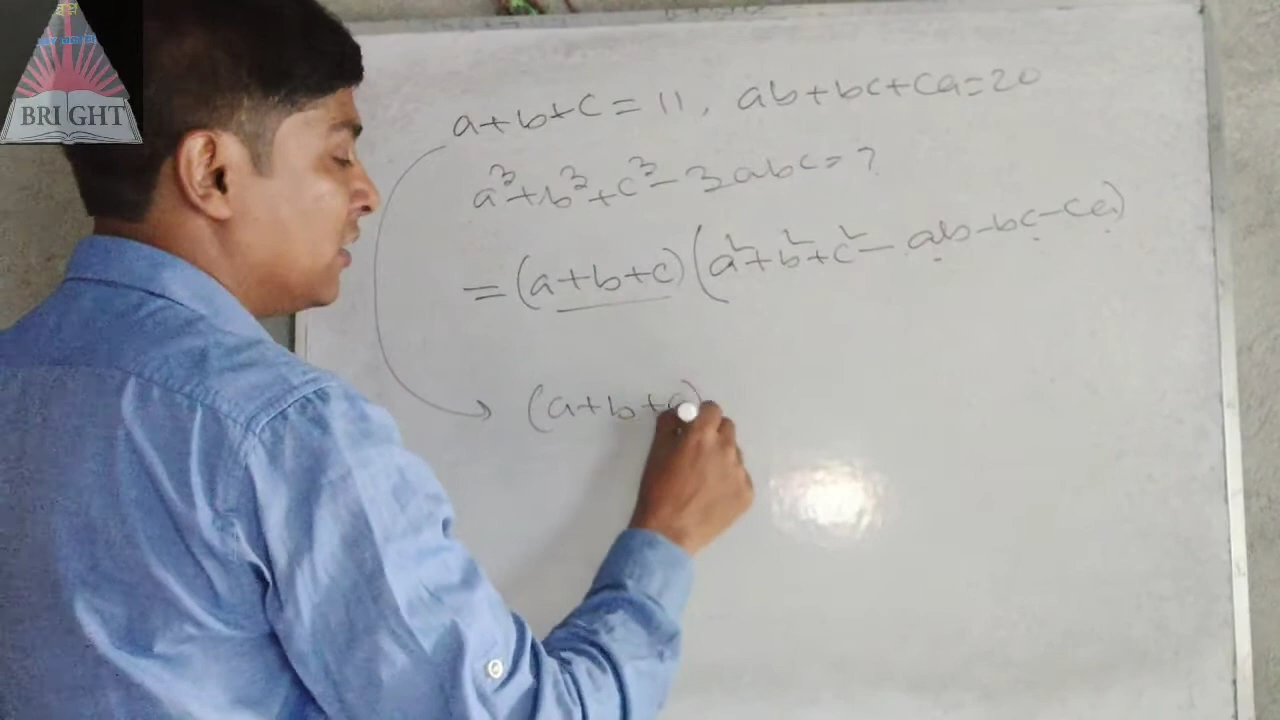 BRIGHT
a+b+c=11, ab+bc+ca=20
a³+b³+c³-3abc=?
=(a+b+c)(a²+b²+c²-ab-bc-ca)
(a+b+c)